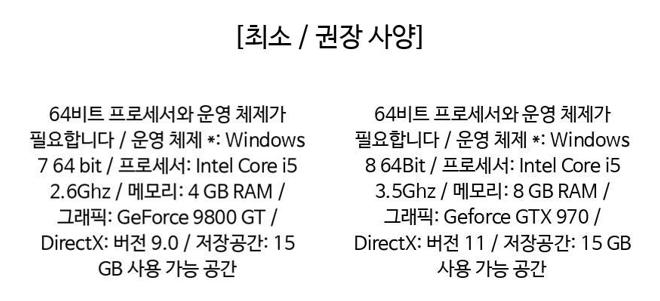 [최소 / 권장 사양]
64비트 프로세서와 운영 체제가
필요합니다 / 운영 체제 *: Windows
7 64 bit / 프로세서: Intel Core i5
2.6Ghz / 메모리: 4 GB RAM /
그래픽: GeForce 9800 GT /
DirectX: 버전 9.0 / 저장공간: 15
GB 사용 가능 공간
64비트 프로세서와 운영 체제가
필요합니다 / 운영 체제 *: Windows
8 64Bit / 프로세서: Intel Core i5
3.5Ghz / 메모리: 8 GB RAM /
그래픽: Geforce GTX 970 /
DirectX: 버전 11 / 저장공간: 15 GB
사용 가능 공간